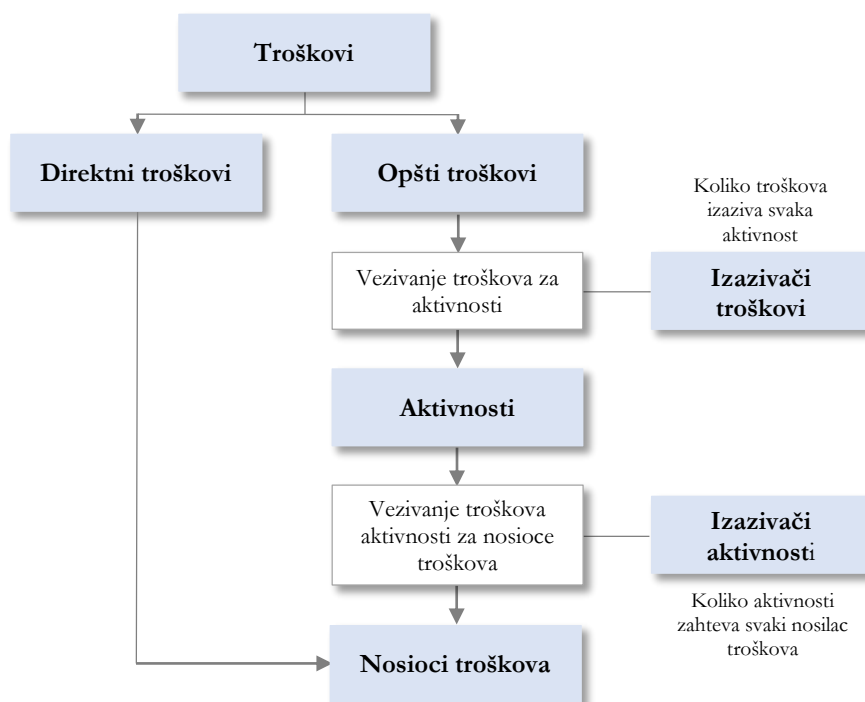 Troškovi
Direktni troškovi
Opšti troškovi
Koliko troškova
izaziva svaka
aktivnost
Vezivanje troškova za
aktivnosti
Izazivači
troškovi
Aktivnosti
Vezivanje troškova
aktivnosti za nosioce
troškova
Izazivači
aktivnosti
Koliko aktivnosti
zahteva svaki nosilac
troškova
Nosioci troškova